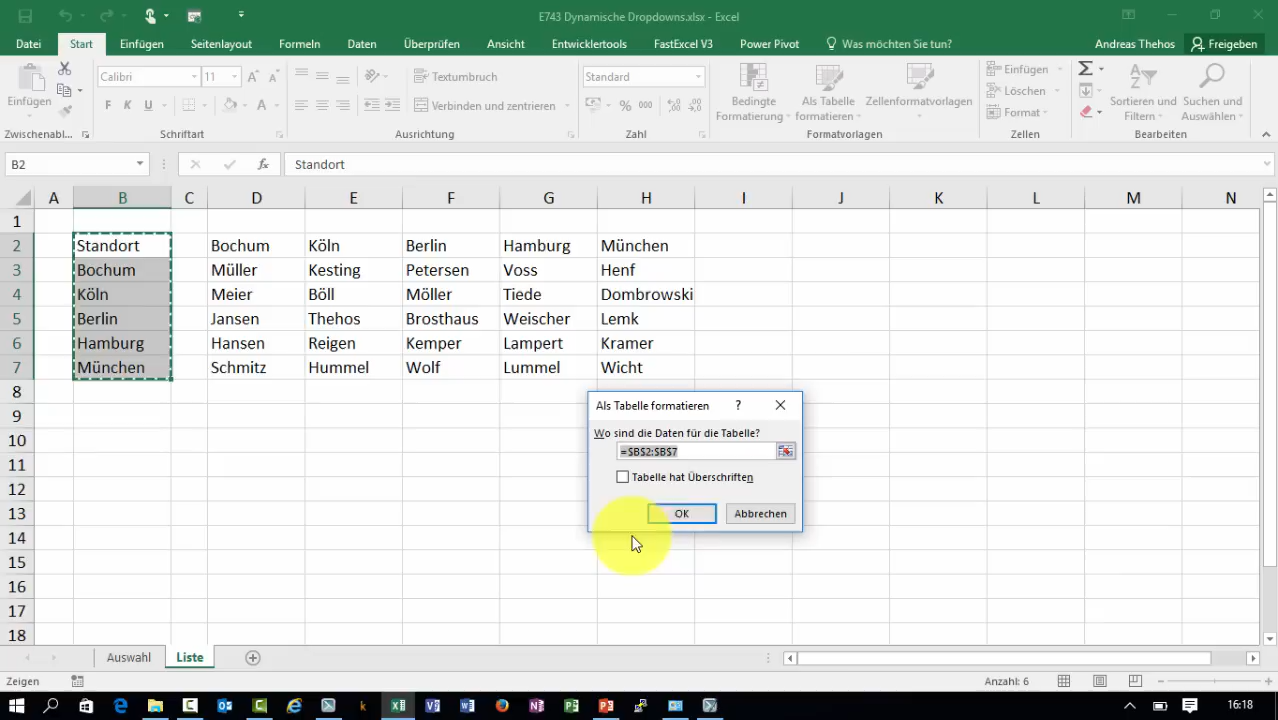 E743 Dynamische Dropdowns.xlsx - Excel
Datei Start Einfügen Seitenlayout Formeln Daten Überprüfen Ansicht Entwicklertools FastExcel V3 Power Pivot Was möchten Sie tun? Andreas Thehos Freigeben
Einfügen
Calibri 11
F K U
Textumbruch
Verbinden und zentrieren
Standard
% 000
Bedingte Formatierung
Als Tabelle formatieren
Zellenformatvorlagen
Einfügen
Löschen
Format
Sortieren und Filtern
Suchen und Auswählen
Zwischenabl... Schriftart Ausrichtung Zahl Formatvorlagen Zellen Bearbeiten
B2 fx Standort
A B C D E F G H I J K L M N
1
2 Standort Bochum Köln Berlin Hamburg München
3 Bochum Müller Kesting Petersen Voss Henf
4 Köln Meier Böll Möller Tiede Dombrowski
5 Berlin Jansen Thehos Brosthaus Weischer Lemk
6 Hamburg Hansen Reigen Kemper Lampert Kramer
7 München Schmitz Hummel Wolf Lummel Wicht
8
9
10
11
12
13
14
15
16
17
18
Als Tabelle formatieren ?
Wo sind die Daten für die Tabelle?
=$B$2:$B$7
Tabelle hat Überschriften
OK Abbrechen
Auswahl Liste
Zeigen Anzahl: 6
16:18